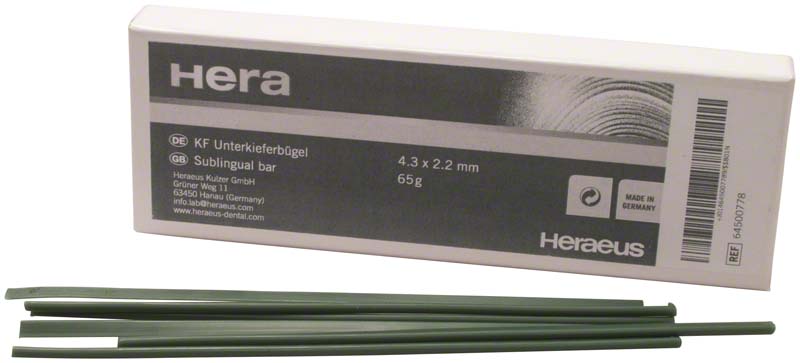 Hera
DE KF Unterkieferbügel
GB Sublingual bar
4.3 x 2.2 mm
65g
Heraeus Kulzer GmbH
Grüner Weg 11
63450 Hanau (Germany)
info.lab@heraeus.com
www.heraeus-dental.com
MADE IN
GERMANY
Heraeus
REF 64500778